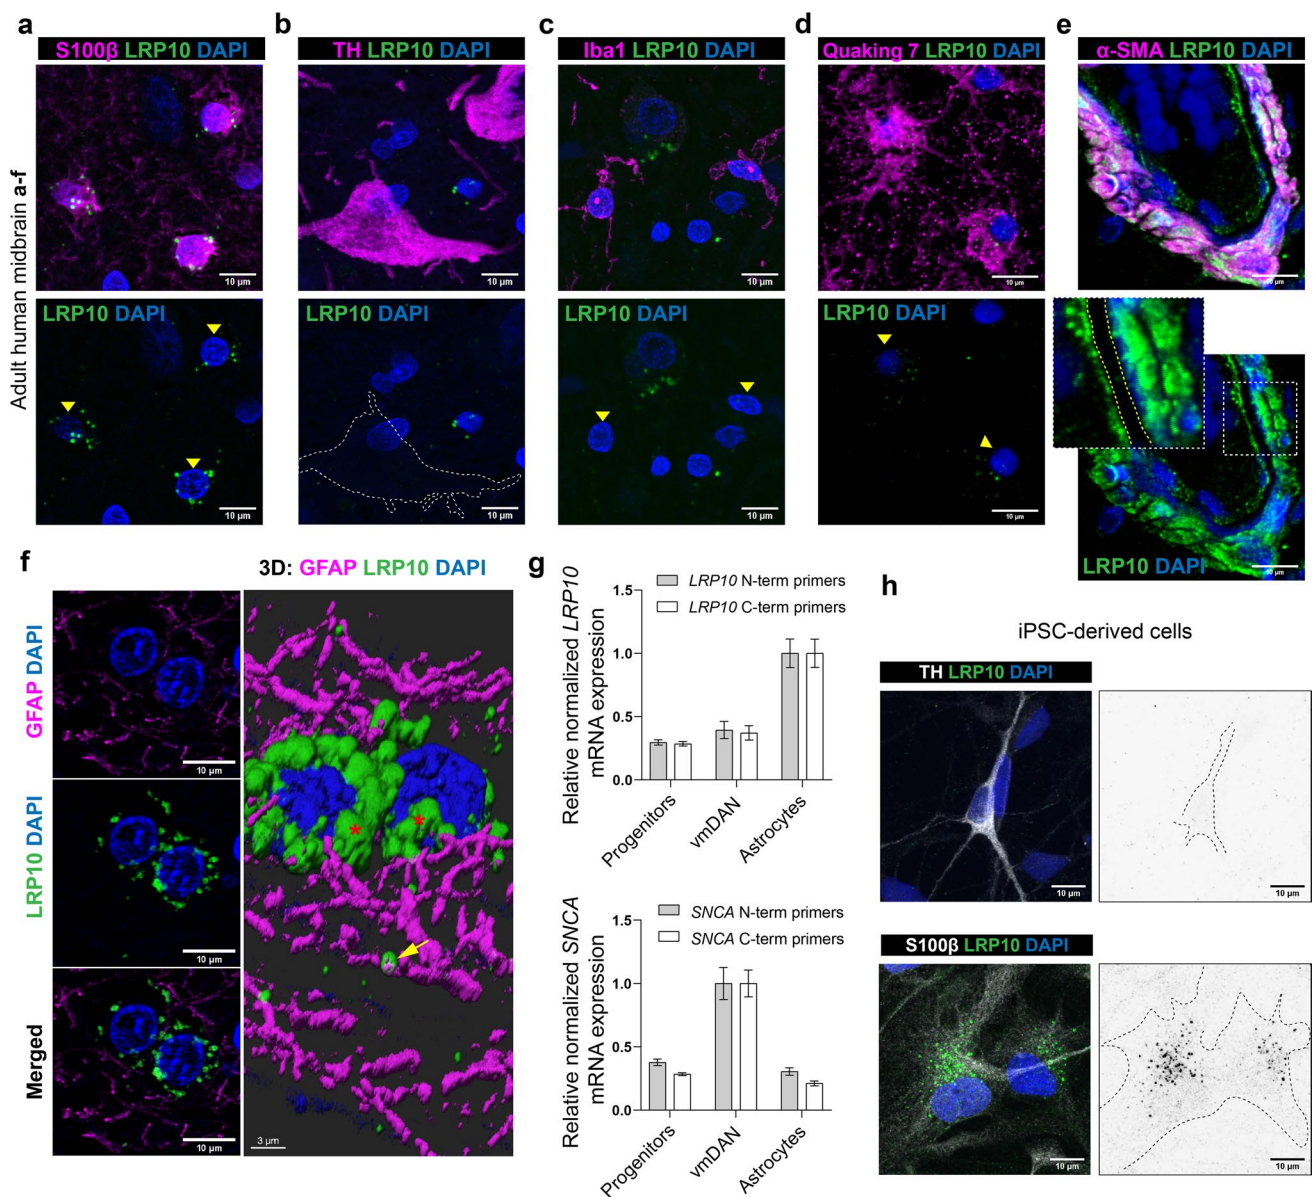 a
b
c
d
e
S100β LRP10 DAPI
TH LRP10 DAPI
Iba1 LRP10 DAPI
Quaking 7 LRP10 DAPI
α-SMA LRP10 DAPI
Adult human midbrain a-f
10 µm
10 µm
10 µm
10 µm
10 µm
LRP10 DAPI
LRP10 DAPI
LRP10 DAPI
LRP10 DAPI
LRP10 DAPI
10 µm
10 µm
10 µm
10 µm
10 µm
f
3D: GFAP LRP10 DAPI
GFAP DAPI
10 µm
LRP10 DAPI
10 µm
Merged
10 µm
*
*
3 µm
g
Relative normalized LRP10
mRNA expression
LRP10 N-term primers
LRP10 C-term primers
1.5
1.0
0.5
0.0
Progenitors
vmDAN
Astrocytes
Relative normalized SNCA
mRNA expression
SNCA N-term primers
SNCA C-term primers
1.5
1.0
0.5
0.0
Progenitors
vmDAN
Astrocytes
h
iPSC-derived cells
TH LRP10 DAPI
10 µm
10 µm
S100β LRP10 DAPI
10 µm
10 µm